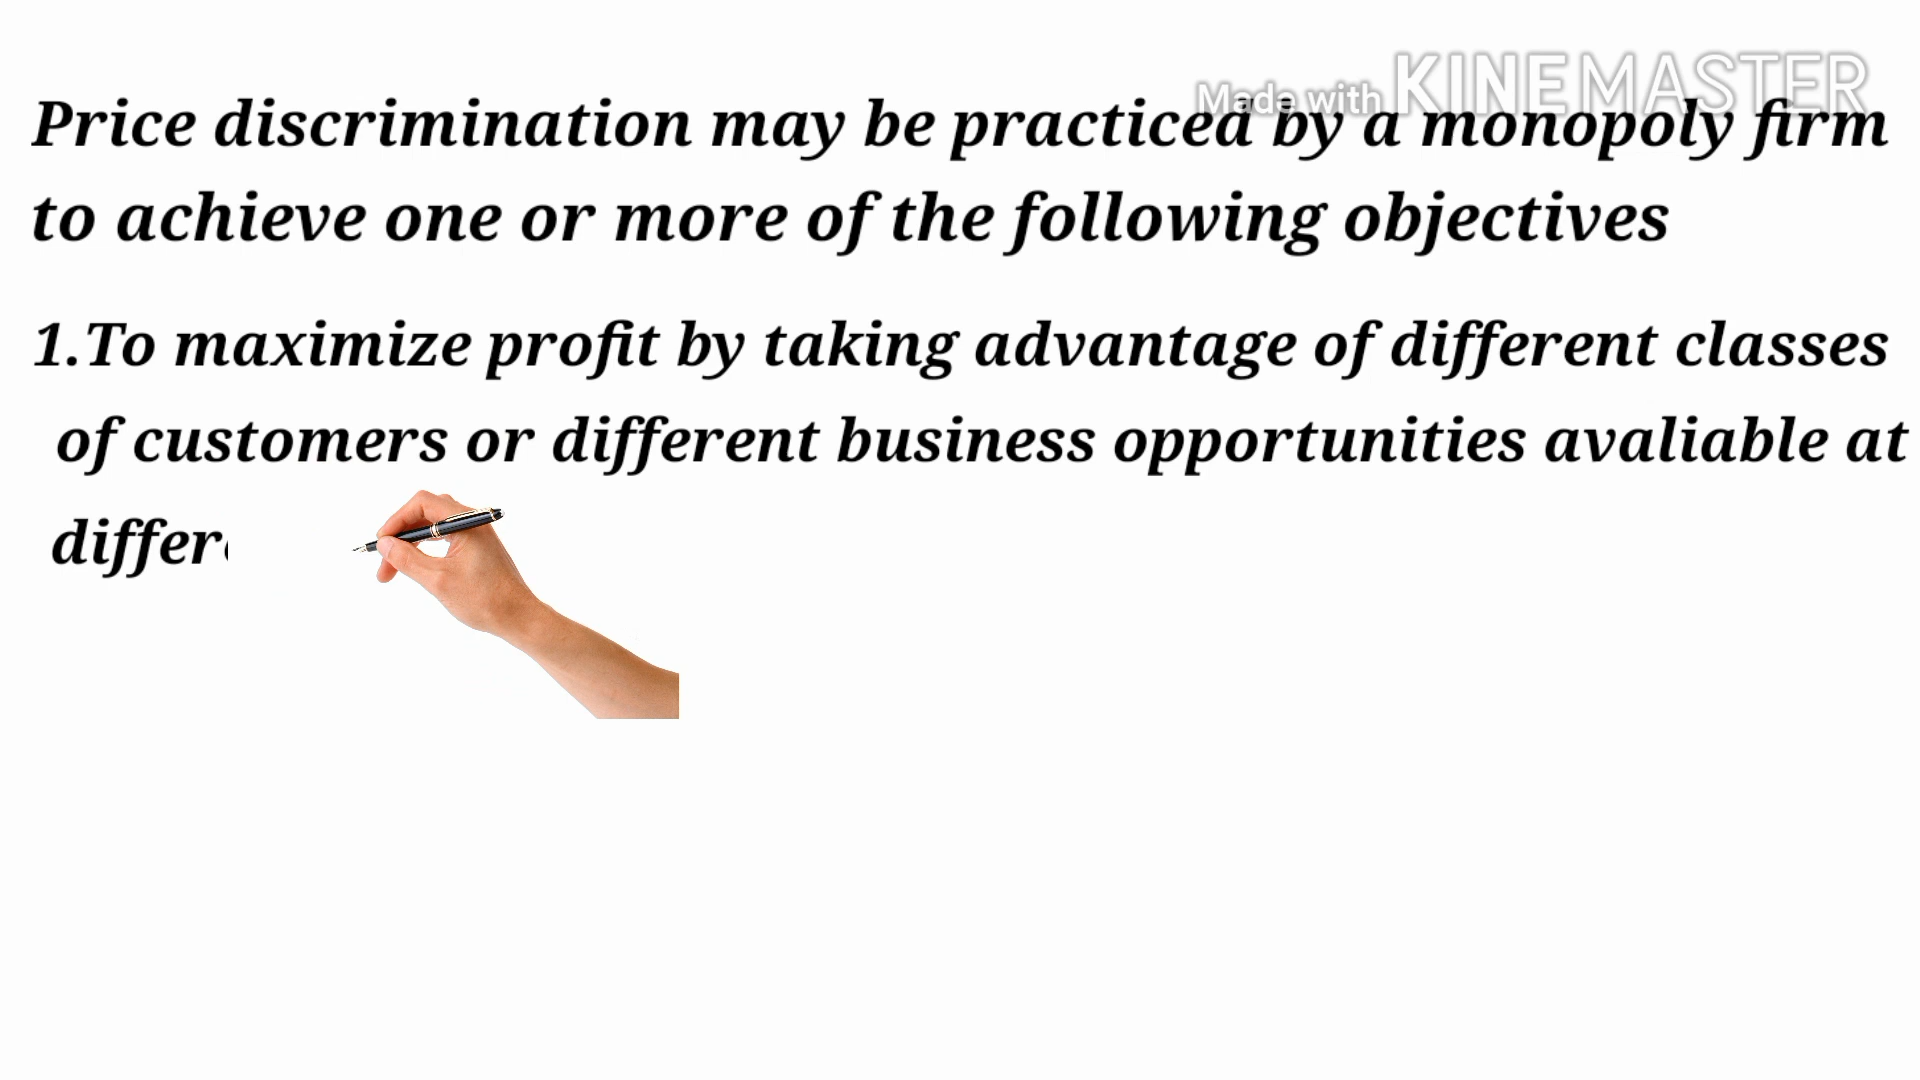 Made with KINEMASTER
Price discrimination may be practiced by a monopoly firm
to achieve one or more of the following objectives
1.To maximize profit by taking advantage of different classes
of customers or different business opportunities avaliable at
differ